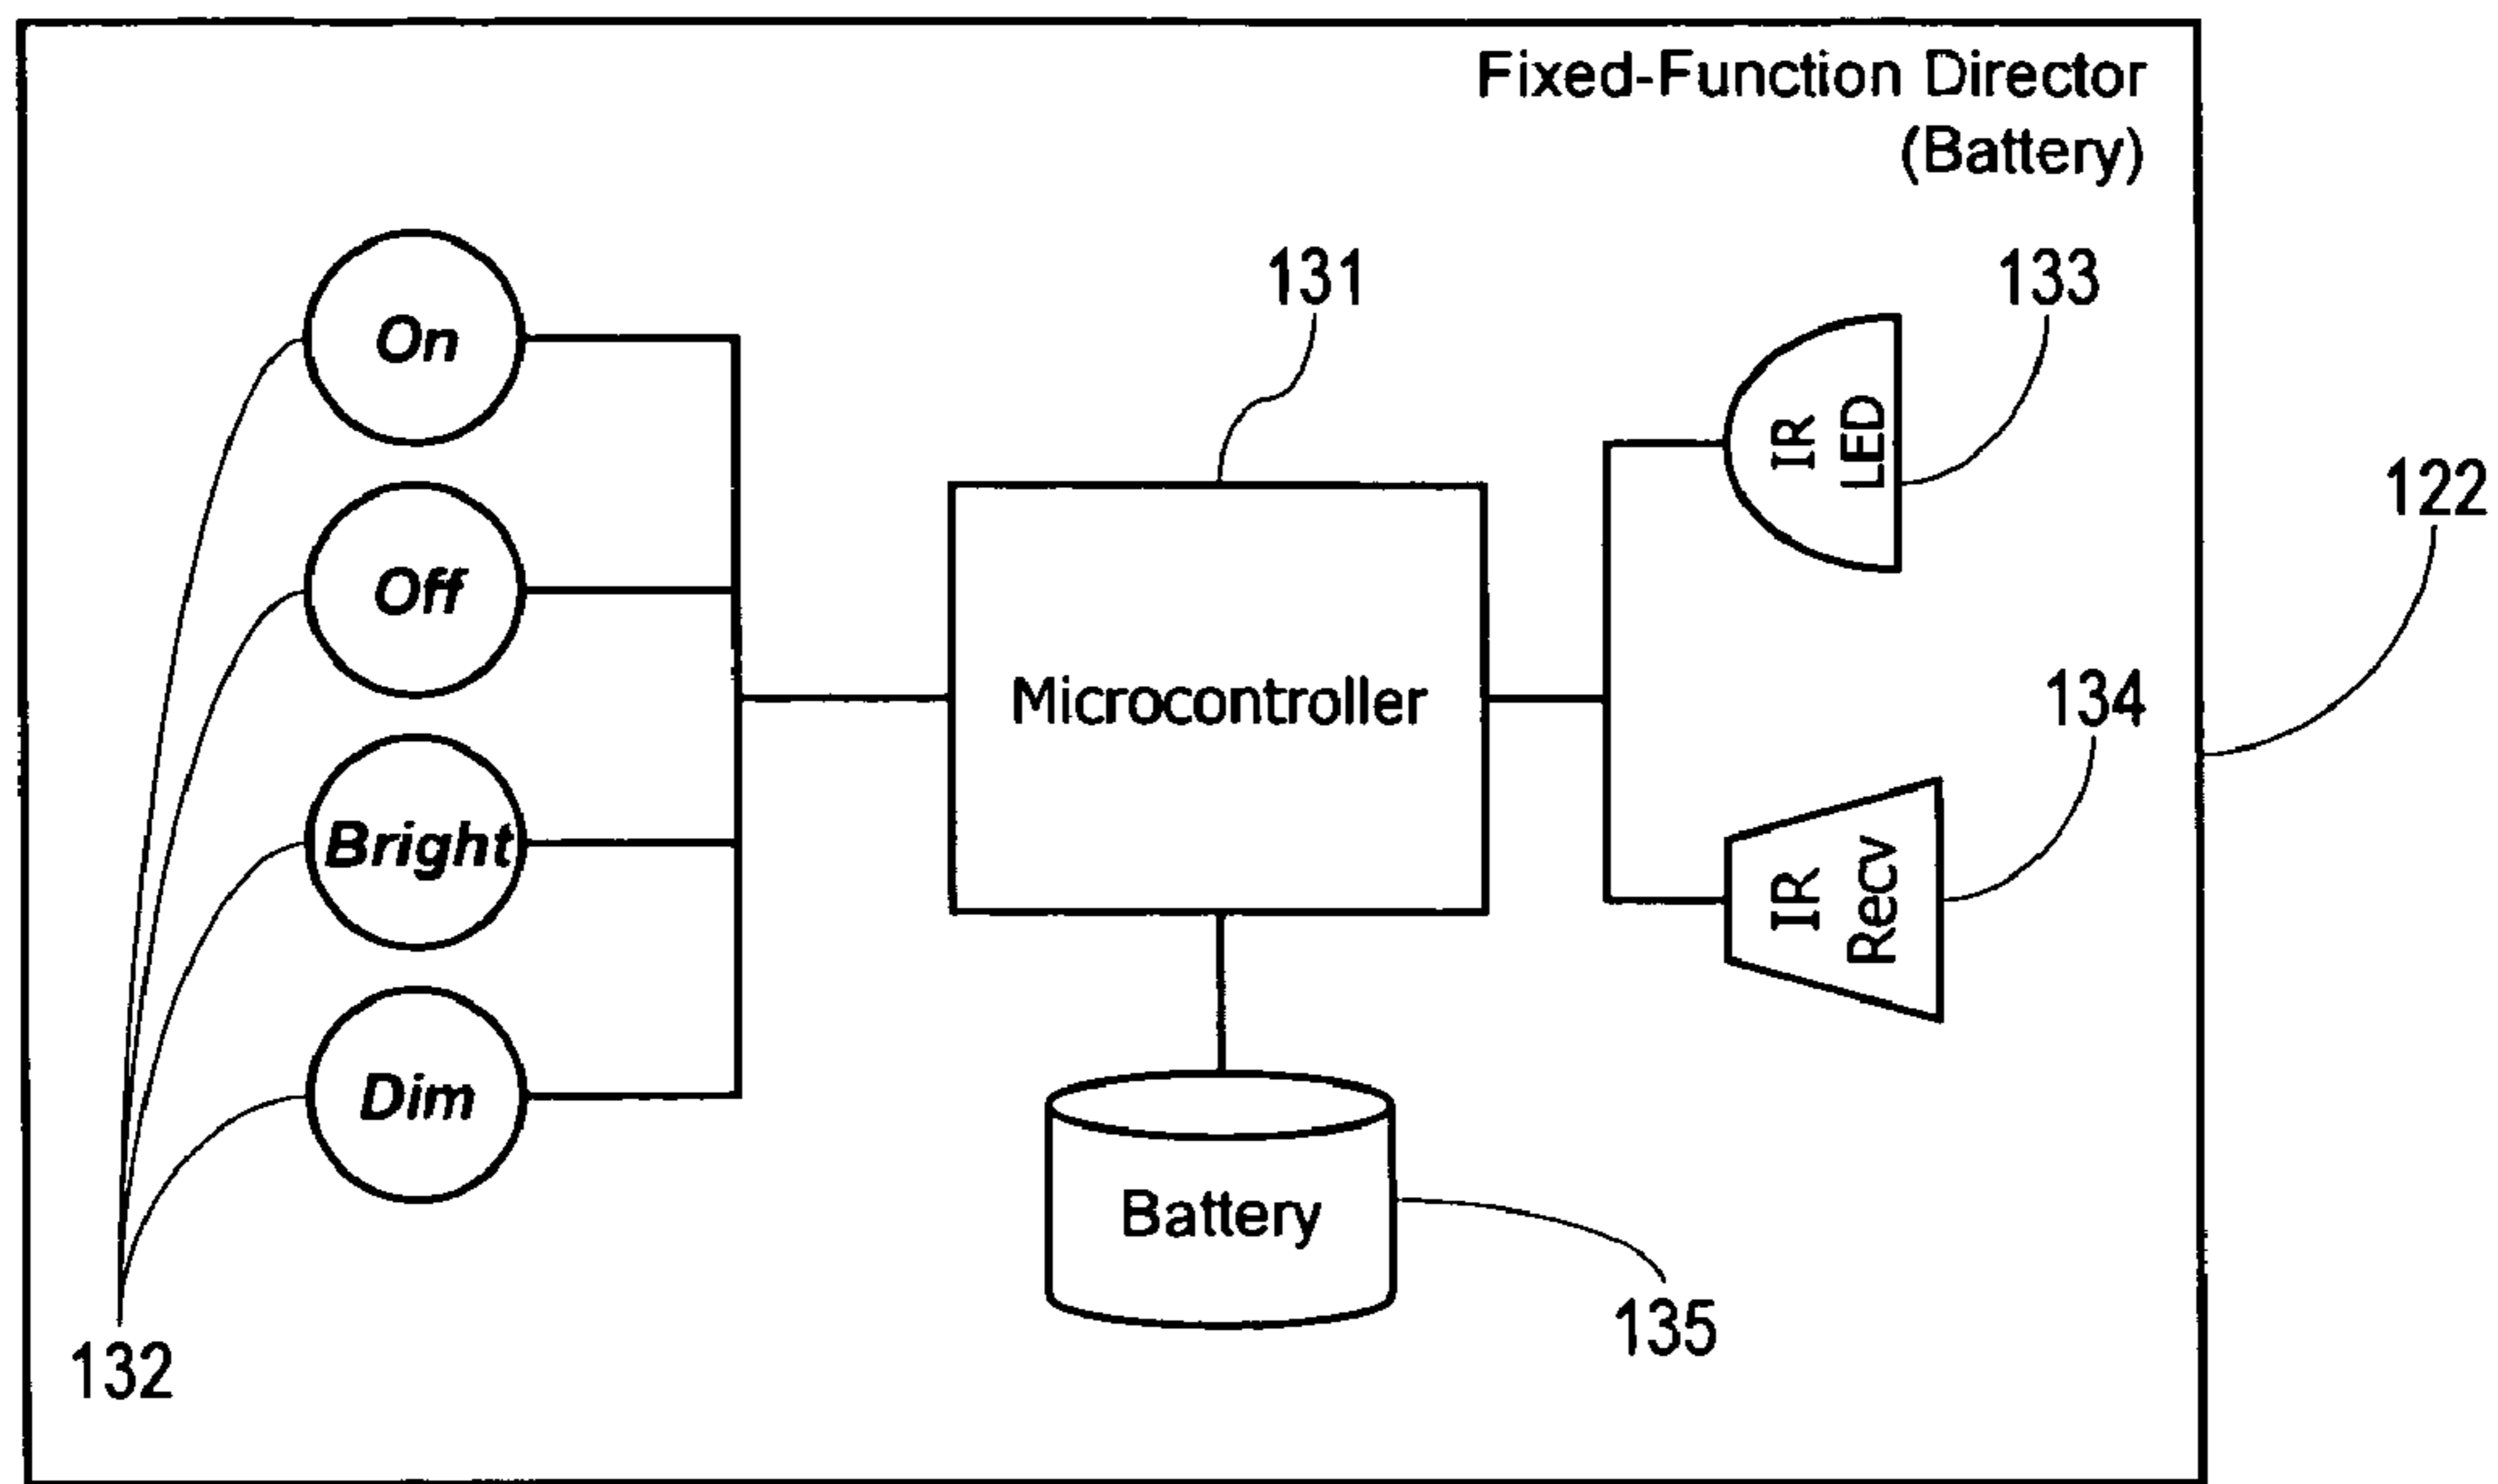 Fixed-Function Director
(Battery)
131
133
On
IR
LED
122
Off
134
Microcontroller
Bright
IR
Recv
Dim
Battery
135
132